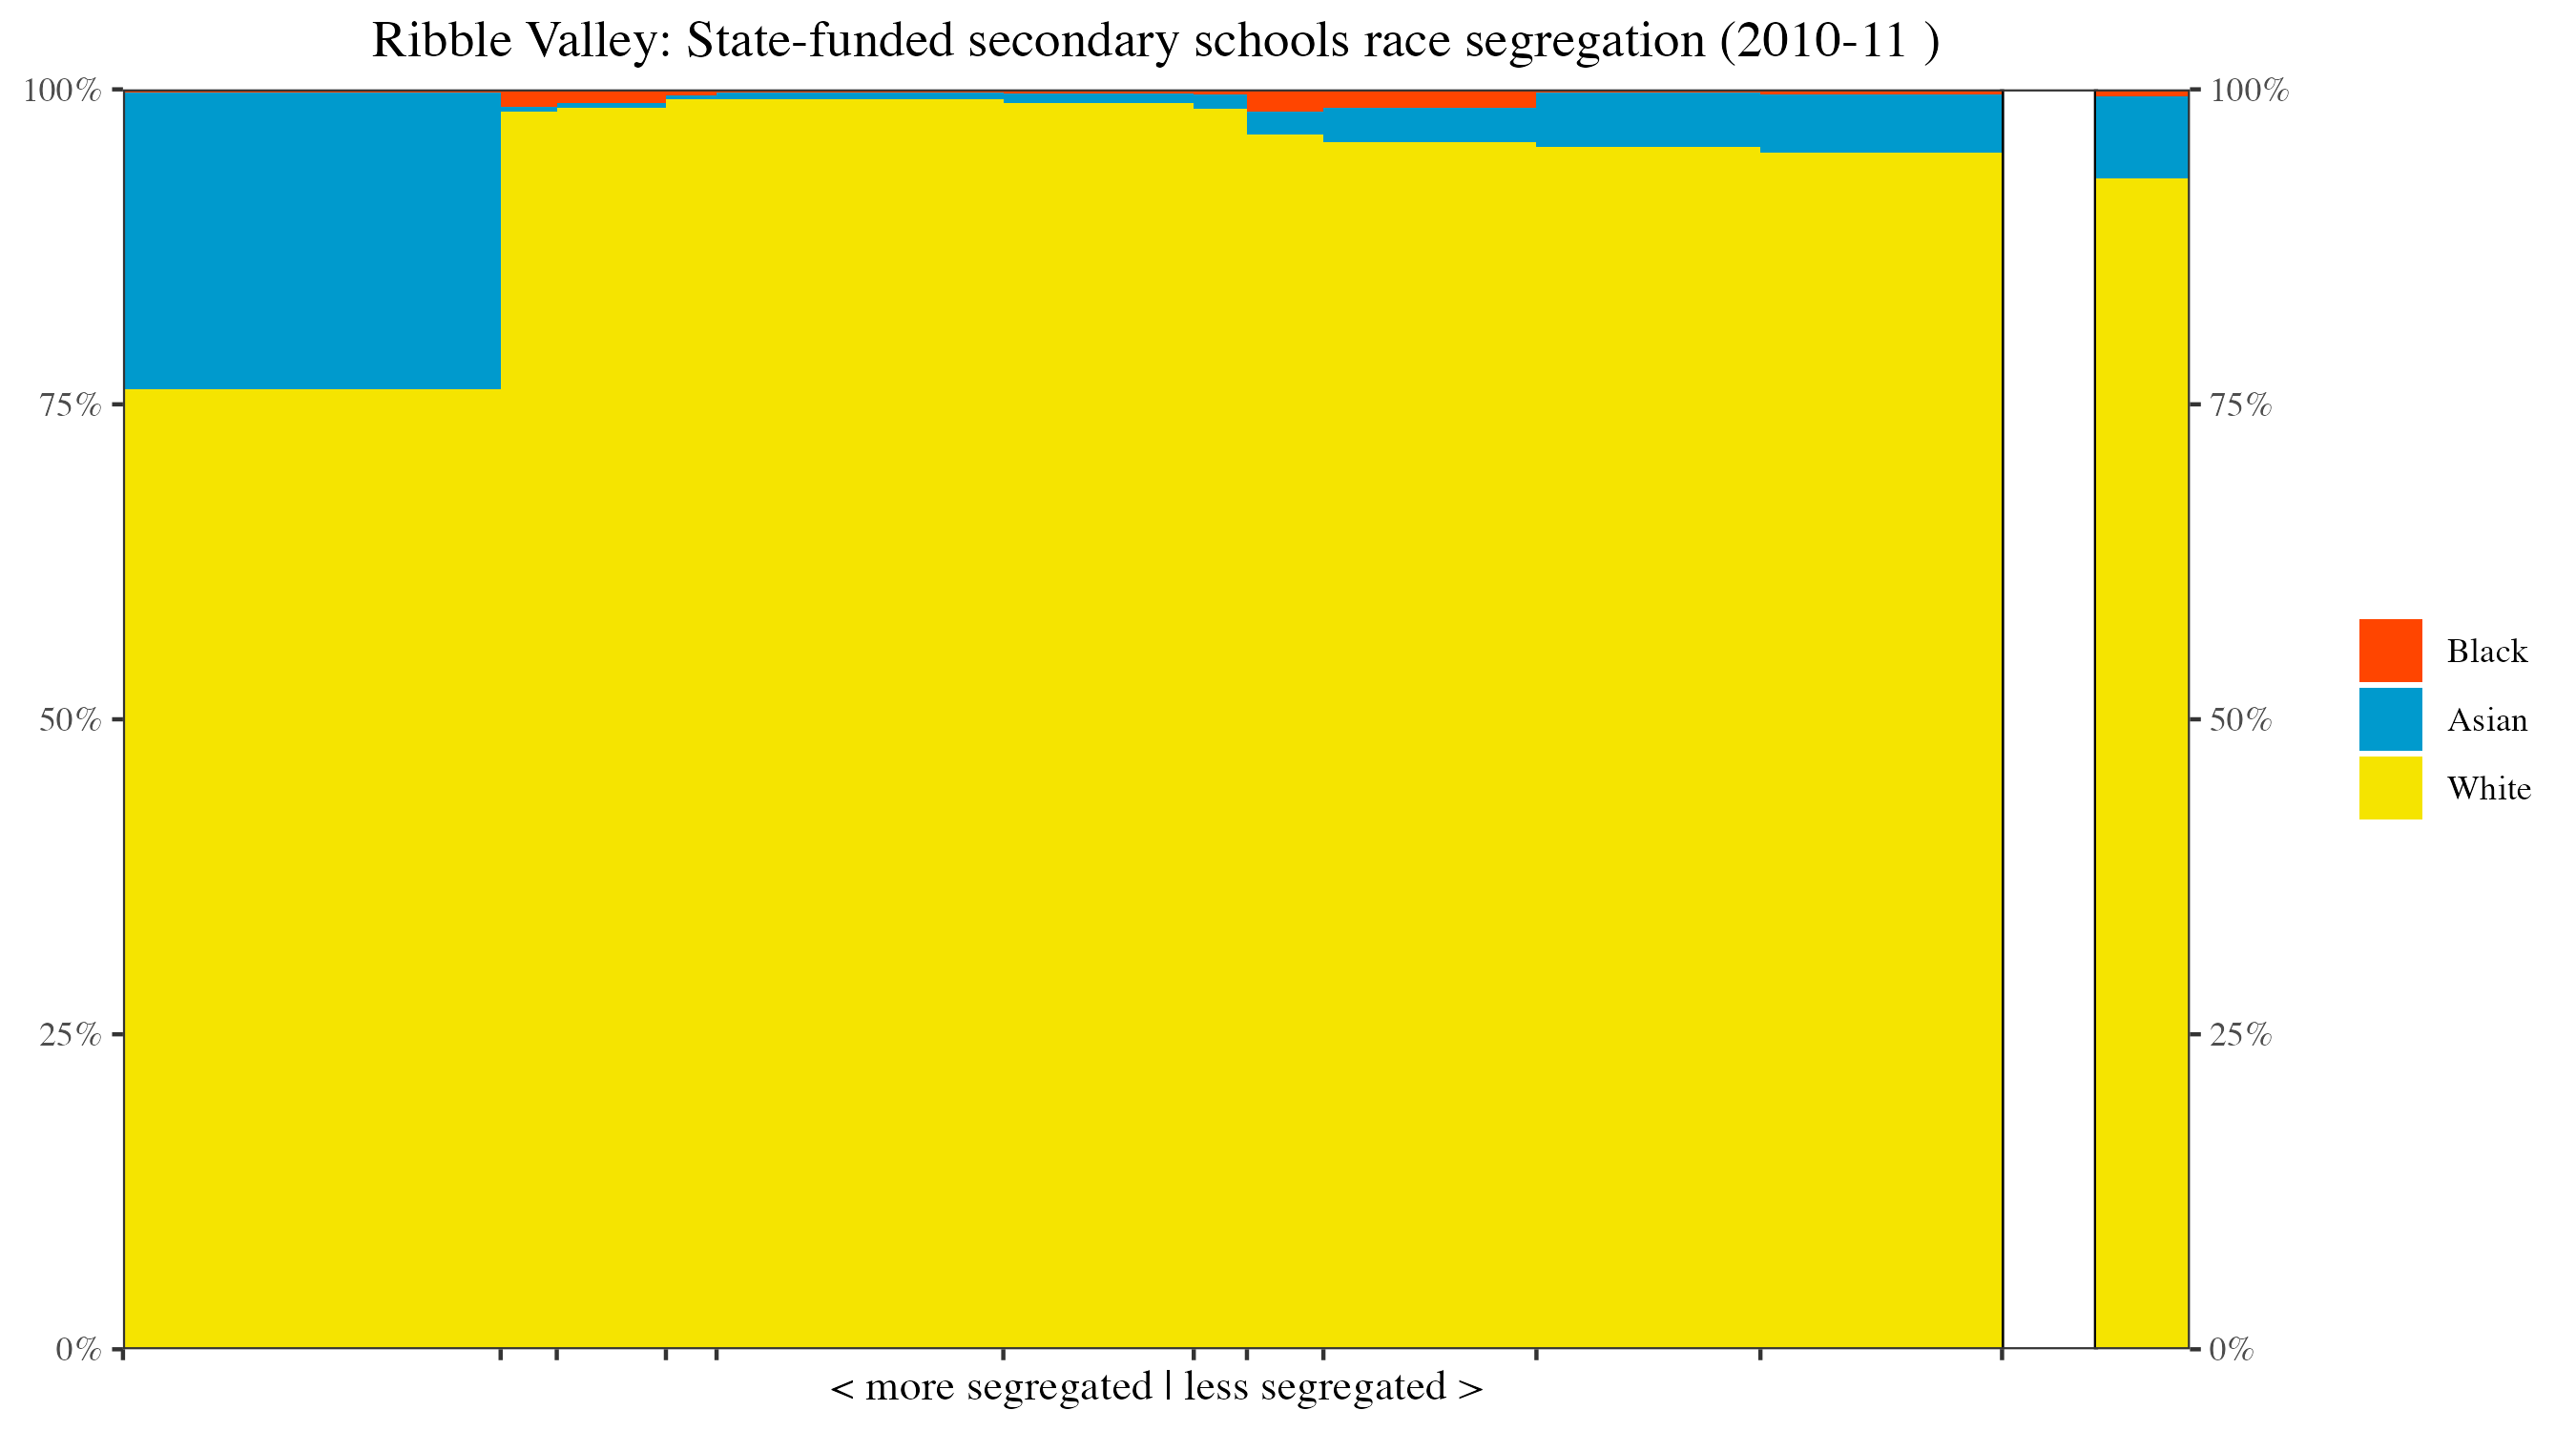 Ribble Valley: State-funded secondary schools race segregation (2010-11 )
100%
75%
50%
25%
0%
100%
75%
50%
25%
0%
Black
Asian
White
< more segregated | less segregated >